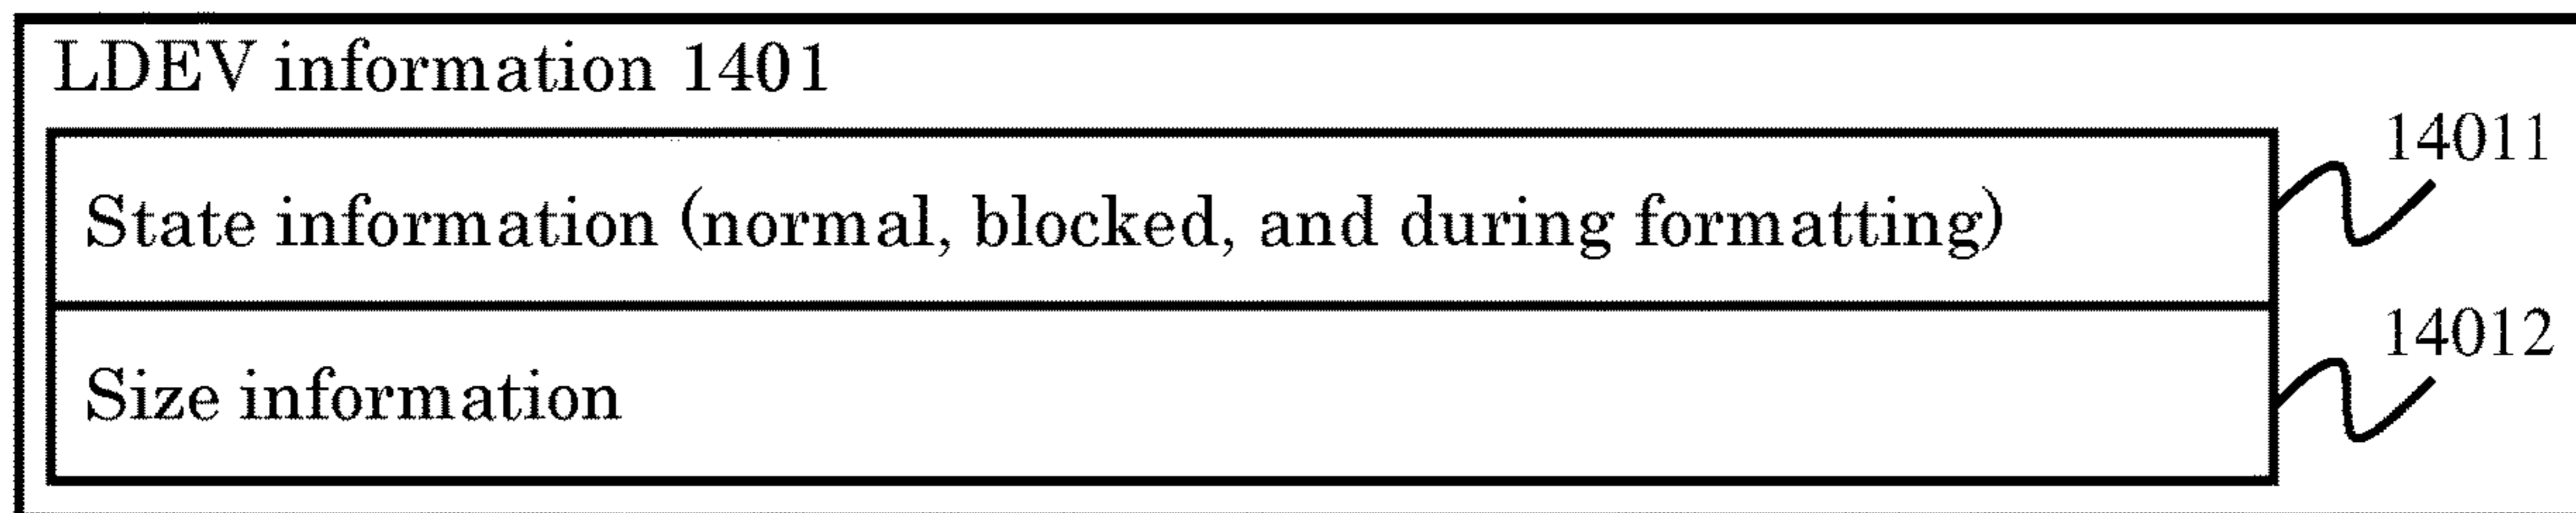 LDEV information 1401
14011
State information (normal, blocked, and during formatting)
14012
Size information